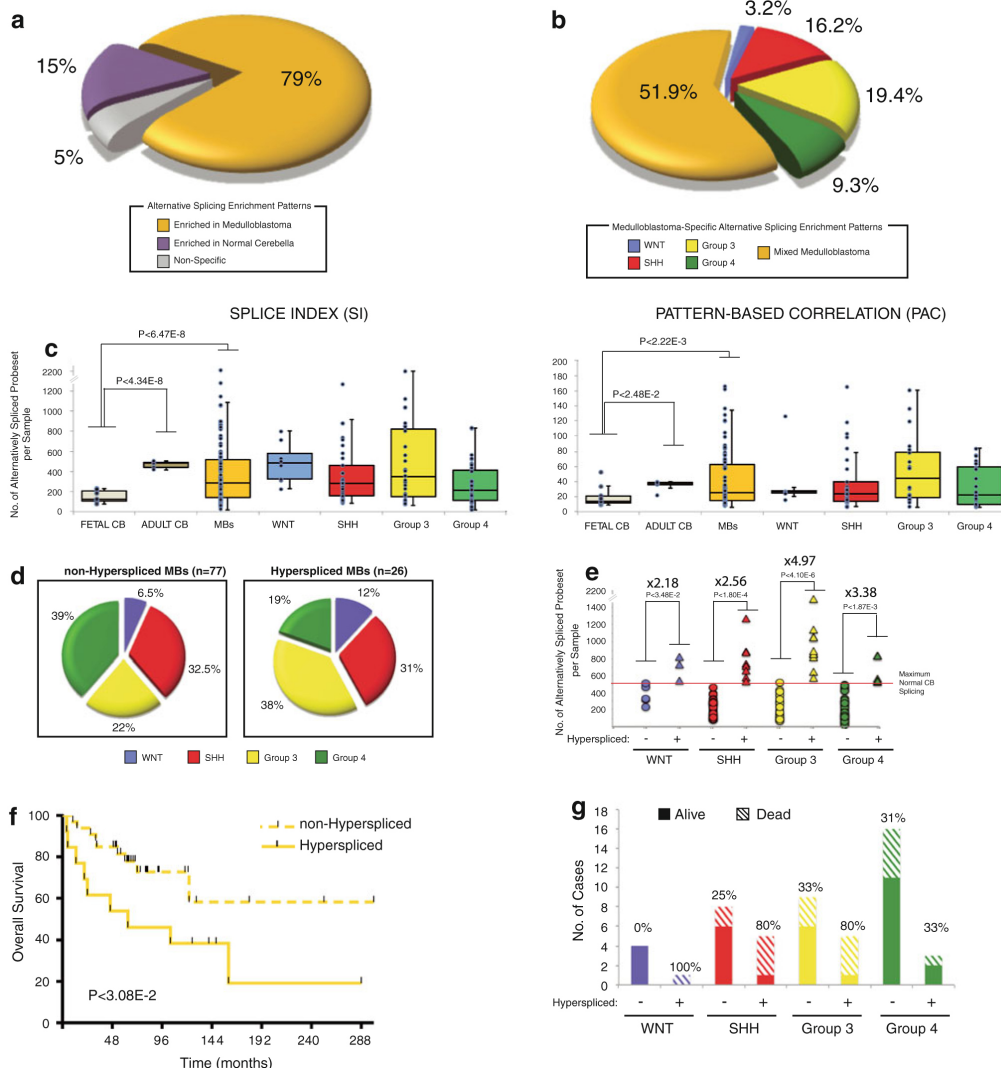 a
79%
15%
5%
Alternative Splicing Enrichment Patterns
Enriched in Medulloblastoma
Enriched in Normal Cerebella
Non-Specific
b
3.2%
16.2%
51.9%
19.4%
9.3%
Medulloblastoma-Specific Alternative Splicing Enrichment Patterns
WNT
Group 3
Mixed Medulloblastoma
SHH
Group 4
SPLICE INDEX (SI)
c
No. of Alternatively Spliced Probeset
per Sample
P<6.47E-8
P<4.34E-8
2200
1200
1000
800
600
400
200
0
FETAL CB
ADULT CB
MBs
WNT
SHH
Group 3
Group 4
PATTERN-BASED CORRELATION (PAC)
P<2.22E-3
P<2.48E-2
200
180
160
140
120
100
80
60
40
20
0
FETAL CB
ADULT CB
MBs
WNT
SHH
Group 3
Group 4
d
non-Hyperspliced MBs (n=77)
6.5%
39%
32.5%
22%
Hyperspliced MBs (n=26)
19%
12%
31%
38%
WNT
SHH
Group 3
Group 4
e
No. of Alternatively Spliced Probeset
per Sample
2200
1400
1200
1000
800
600
400
200
x2.18
P<3.48E-2
x2.56
P<1.80E-4
x4.97
P<4.10E-6
x3.38
P<1.87E-3
Maximum
Normal CB
Splicing
Hyperspliced:
- + - + - + - +
WNT
SHH
Group 3
Group 4
f
Overall Survival
100
80
60
40
20
0
non-Hyperspliced
Hyperspliced
P<3.08E-2
48 96 144 192 240 288
Time (months)
g
Alive
Dead
No. of Cases
18
16
14
12
10
8
6
4
2
0
0%
100%
25%
80%
33%
80%
31%
33%
Hyperspliced:
- + - + - + - +
WNT
SHH
Group 3
Group 4